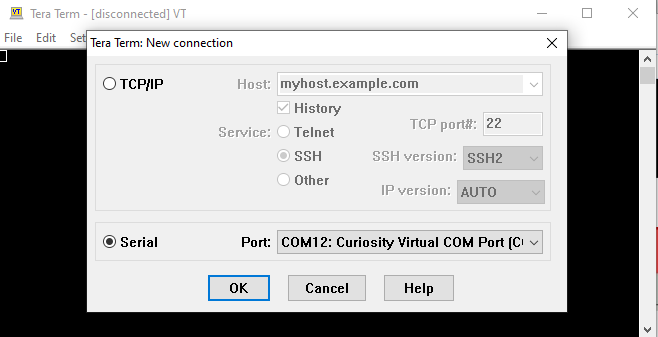 VT Tera Term - [disconnected] VT
File Edit Set
Tera Term: New connection
TCP/IP Host: myhost.example.com
History
Service: Telnet TCP port#: 22
SSH SSH version: SSH2
Other IP version: AUTO
Serial Port: COM12: Curiosity Virtual COM Port (C
OK Cancel Help